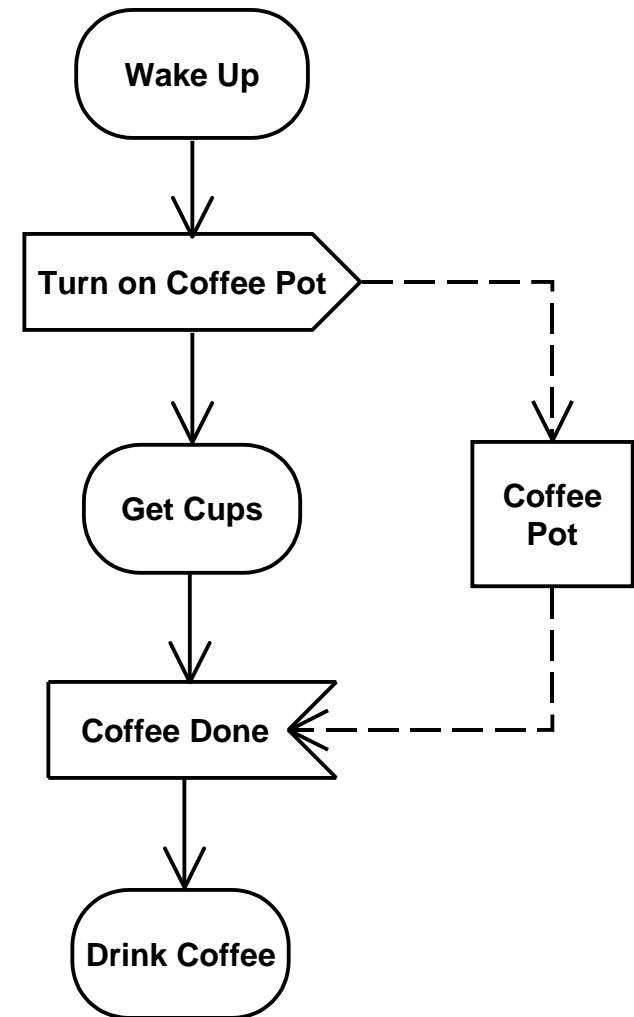 Wake Up
Turn on Coffee Pot
Get Cups
Coffee
Pot
Coffee Done
Drink Coffee